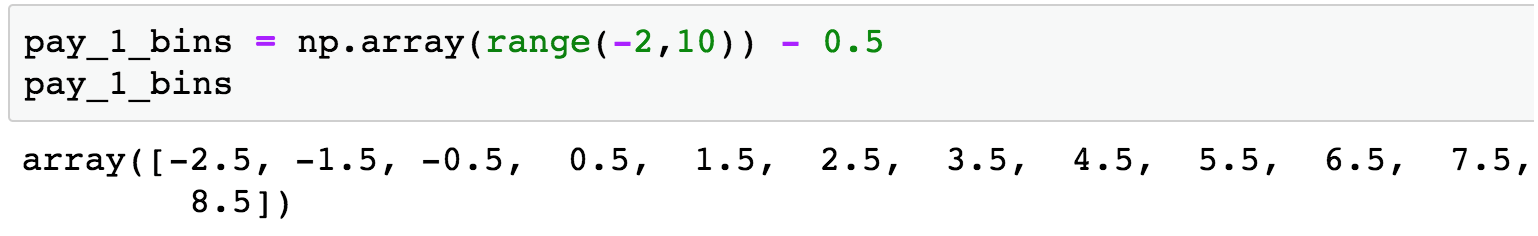 pay_1_bins = np.array(range(-2,10)) - 0.5
pay_1_bins
array([-2.5, -1.5, -0.5,  0.5,  1.5,  2.5,  3.5,  4.5,  5.5,  6.5,  7.5,
        8.5])